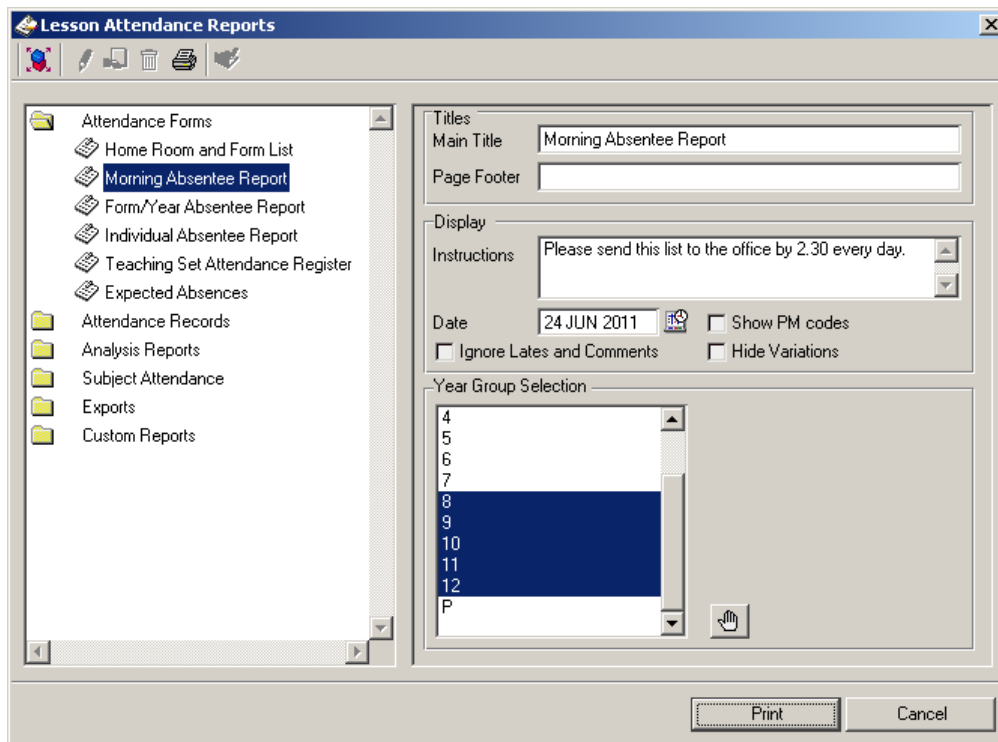 Lesson Attendance Reports
Attendance Forms
Home Room and Form List
Morning Absentee Report
Form/Year Absentee Report
Individual Absentee Report
Teaching Set Attendance Register
Expected Absences
Attendance Records
Analysis Reports
Subject Attendance
Exports
Custom Reports
Titles
Main Title Morning Absentee Report
Page Footer
Display
Instructions Please send this list to the office by 2.30 every day.
Date 24 JUN 2011 Show PM codes
Ignore Lates and Comments Hide Variations
Year Group Selection
4
5
6
7
8
9
10
11
12
P
Print Cancel